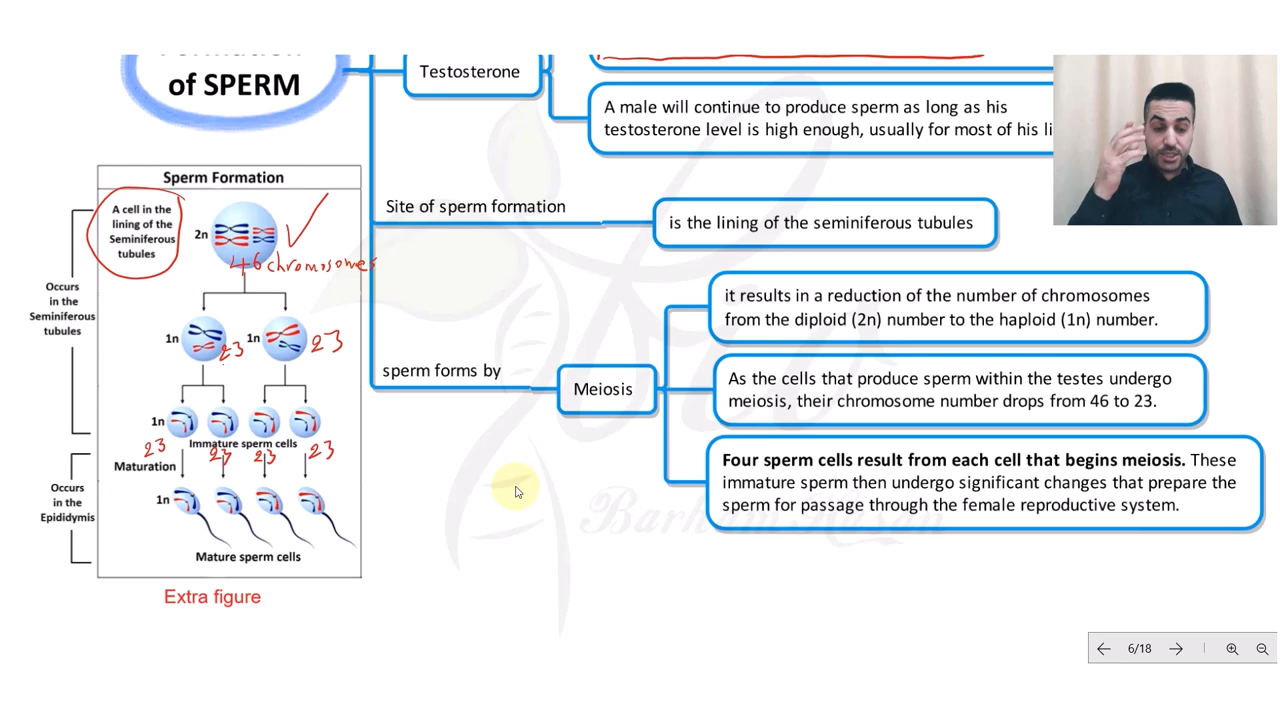 of SPERM
Testosterone
A male will continue to produce sperm as long as his
testosterone level is high enough, usually for most of his li
Sperm Formation
A cell in the
lining of the
Seminiferous
tubules
2n
46 chromosomes
Occurs
in the
Seminiferous
tubules
1n
23
1n
23
1n
Immature sperm cells
23
23
23
23
Maturation
Occurs
in the
Epididymis
1n
Mature sperm cells
Extra figure
Site of sperm formation
is the lining of the seminiferous tubules
sperm forms by
Meiosis
it results in a reduction of the number of chromosomes
from the diploid (2n) number to the haploid (1n) number.
As the cells that produce sperm within the testes undergo
meiosis, their chromosome number drops from 46 to 23.
Four sperm cells result from each cell that begins meiosis. These
immature sperm then undergo significant changes that prepare the
sperm for passage through the female reproductive system.
Barham
6/18